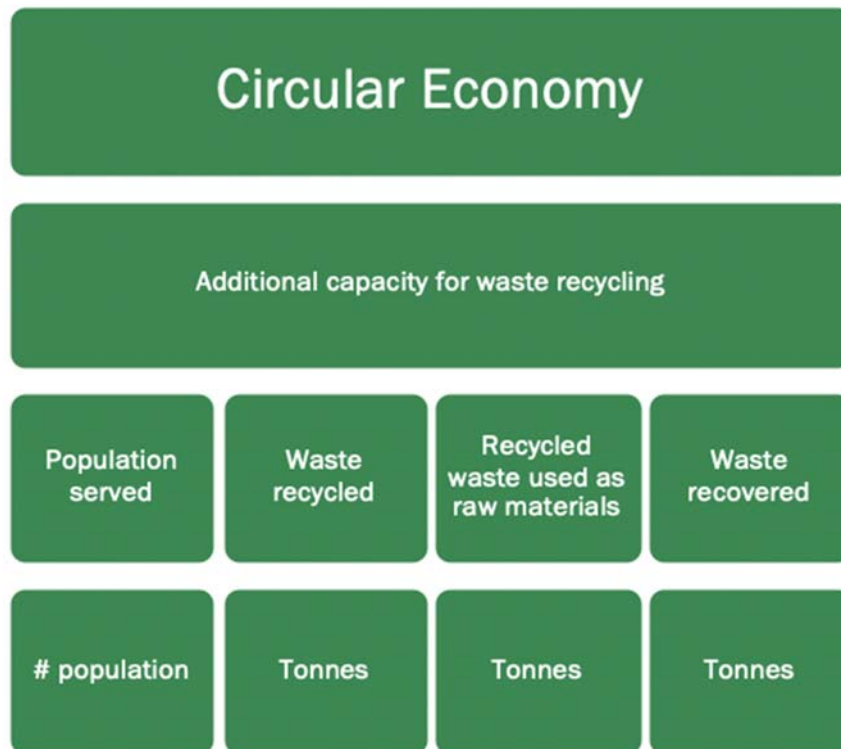 Circular Economy
Additional capacity for waste recycling
Population
served
Waste
recycled
Recycled
waste used as
raw materials
Waste
recovered
# population
Tonnes
Tonnes
Tonnes